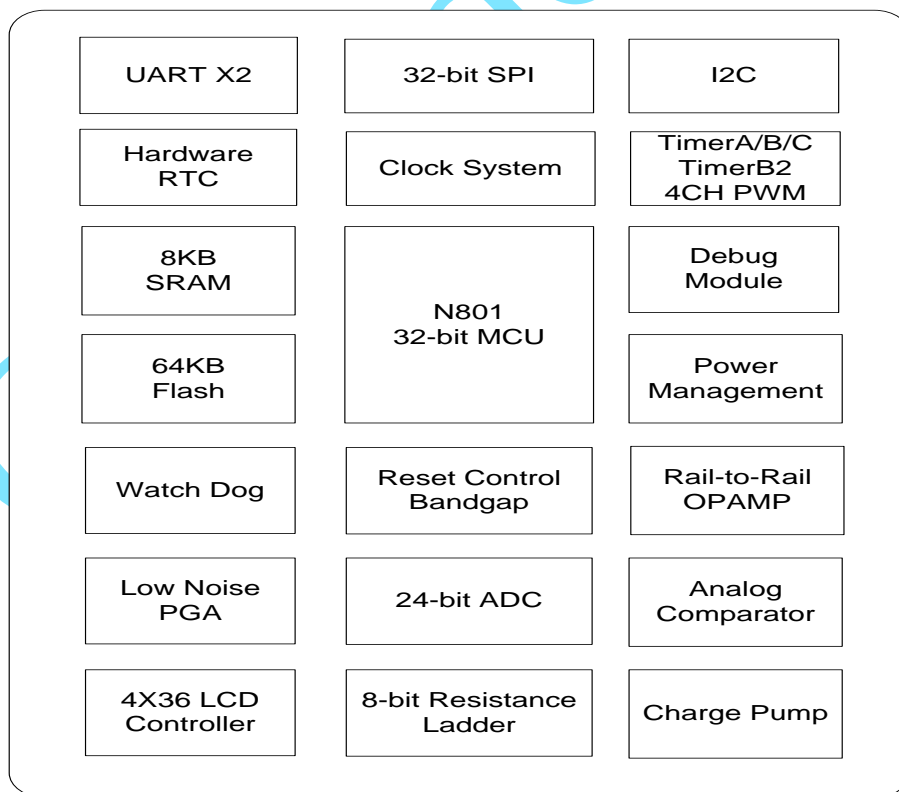 UART X2
32-bit SPI
I2C
Hardware
RTC
Clock System
TimerA/B/C
TimerB2
4CH PWM
8KB
SRAM
N801
32-bit MCU
Debug
Module
64KB
Flash
Power
Management
Watch Dog
Reset Control
Bandgap
Rail-to-Rail
OPAMP
Low Noise
PGA
24-bit ADC
Analog
Comparator
4X36 LCD
Controller
8-bit Resistance
Ladder
Charge Pump